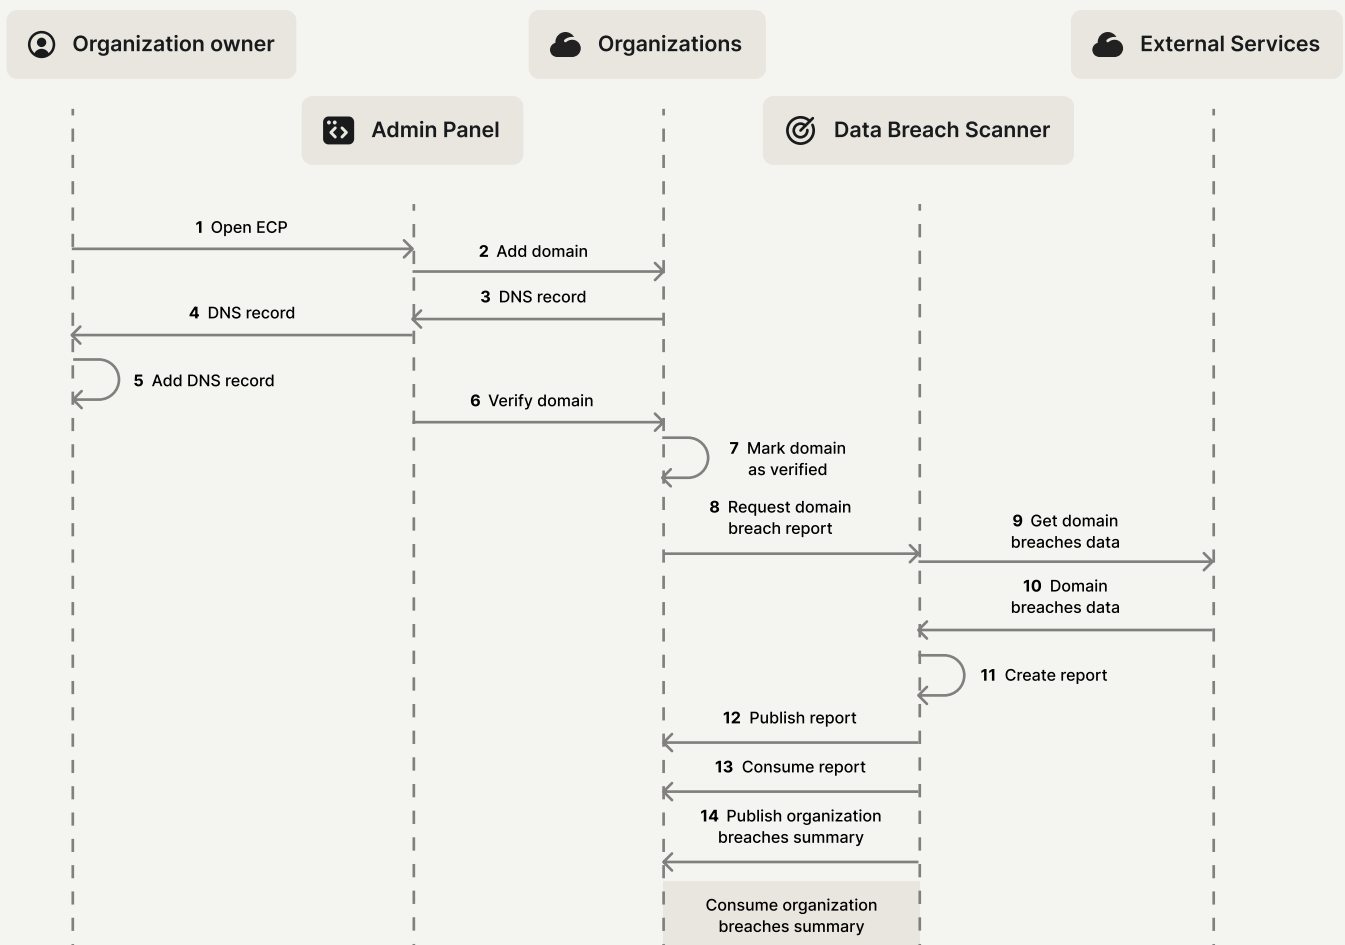 Organization owner
Organizations
External Services
Admin Panel
Data Breach Scanner
1 Open ECP
2 Add domain
3 DNS record
4 DNS record
5 Add DNS record
6 Verify domain
7 Mark domain
as verified
8 Request domain
breach report
9 Get domain
breaches data
10 Domain
breaches data
11 Create report
12 Publish report
13 Consume report
14 Publish organization
breaches summary
Consume organization
breaches summary